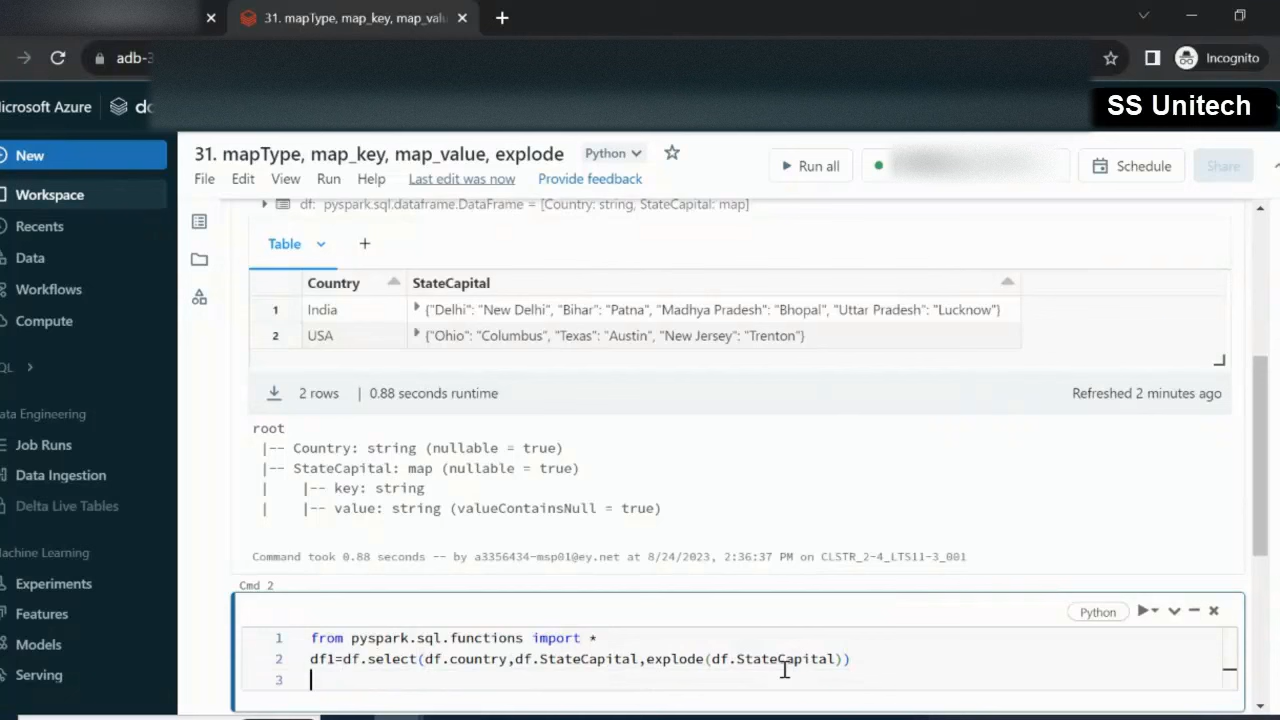 31. mapType, map_key, map_valu
adb-3
Incognito
SS Unitech
icrosoft Azure
New
Workspace
Recents
Data
Workflows
Compute
QL
ata Engineering
Job Runs
Data Ingestion
Delta Live Tables
achine Learning
Experiments
Features
Models
Serving
31. mapType, map_key, map_value, explode Python
File Edit View Run Help Last edit was now Provide feedback
Run all
Schedule
Share
df: pyspark.sql.dataframe.DataFrame = [Country: string, StateCapital: map]
Table +
Country StateCapital
1 India {"Delhi": "New Delhi", "Bihar": "Patna", "Madhya Pradesh": "Bhopal", "Uttar Pradesh": "Lucknow"}
2 USA {"Ohio": "Columbus", "Texas": "Austin", "New Jersey": "Trenton"}
2 rows | 0.88 seconds runtime Refreshed 2 minutes ago
root
|-- Country: string (nullable = true)
|-- StateCapital: map (nullable = true)
| |-- key: string
| |-- value: string (valueContainsNull = true)
Command took 0.88 seconds -- by a3356434-msp01@ey.net at 8/24/2023, 2:36:37 PM on CLSTR_2-4_LTS11-3_001
Cmd 2
Python
1 from pyspark.sql.functions import *
2 df1=df.select(df.country,df.StateCapital,explode(df.StateCapital))
3